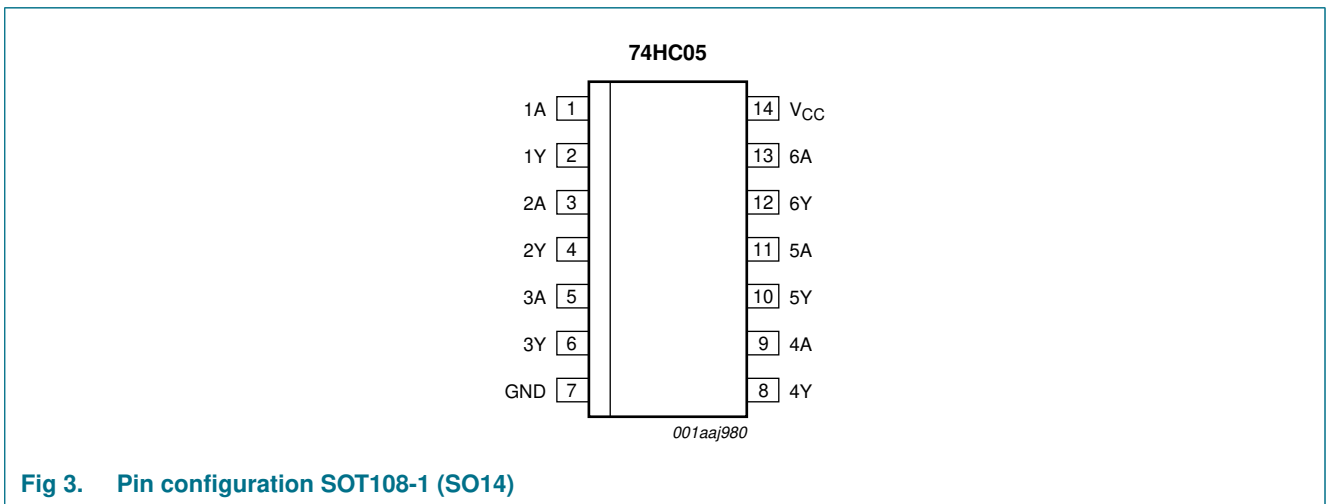 74HC05
1A 1 14 VCC
1Y 2 13 6A
2A 3 12 6Y
2Y 4 11 5A
3A 5 10 5Y
3Y 6 9 4A
GND 7 8 4Y
001aaj980
Fig 3. Pin configuration SOT108-1 (SO14)